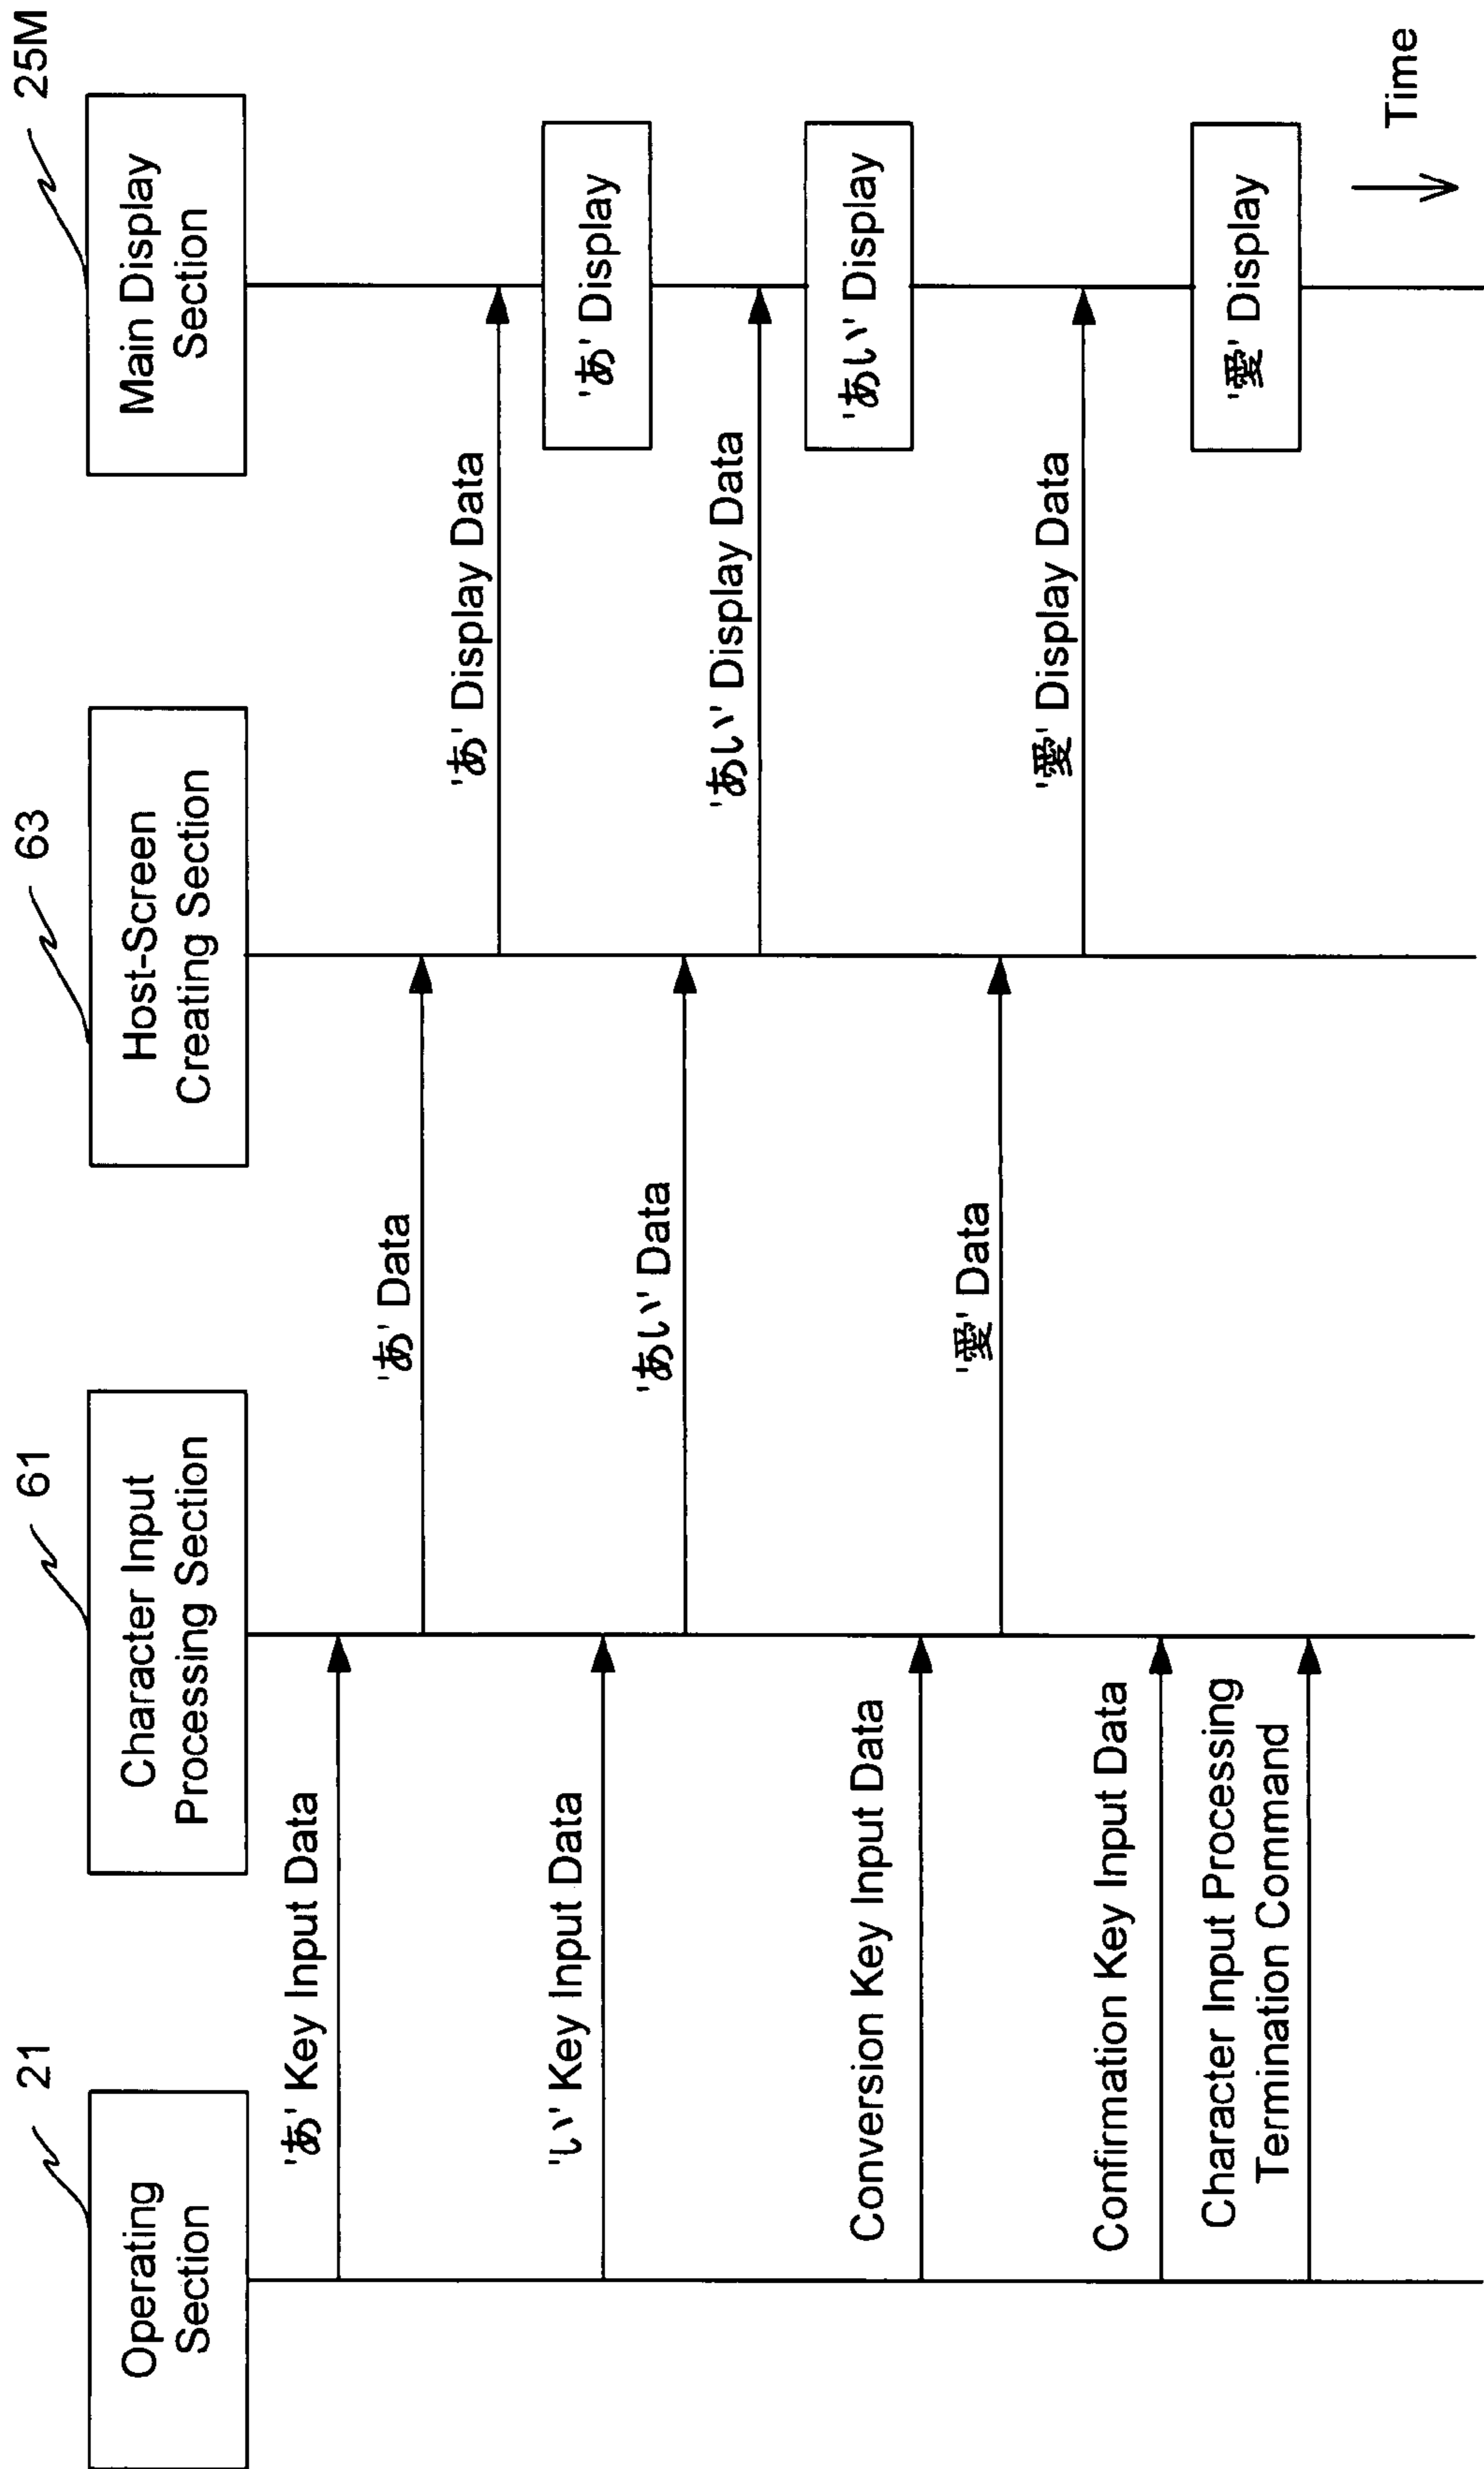 21
61
63
25M
Operating
Section
Character Input
Processing Section
Host-Screen
Creating Section
Main Display
Section
'あ' Key Input Data
'あ' Data
'あ' Display Data
'あ' Display
'い' Key Input Data
'あい' Data
'あい' Display Data
'あい' Display
Conversion Key Input Data
'愛' Data
'愛' Display Data
Confirmation Key Input Data
'愛' Display
Character Input Processing
Termination Command
Time